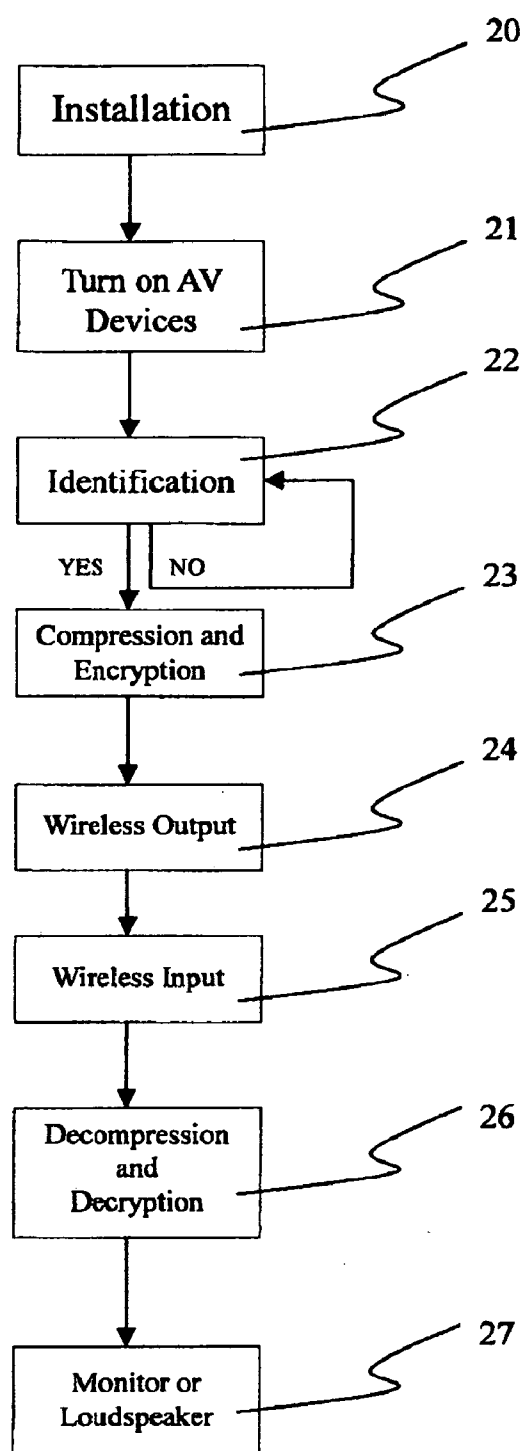 20
Installation
21
Turn on AV
Devices
22
Identification
YES NO
23
Compression and
Encryption
24
Wireless Output
25
Wireless Input
26
Decompression
and
Decryption
27
Monitor or
Loudspeaker